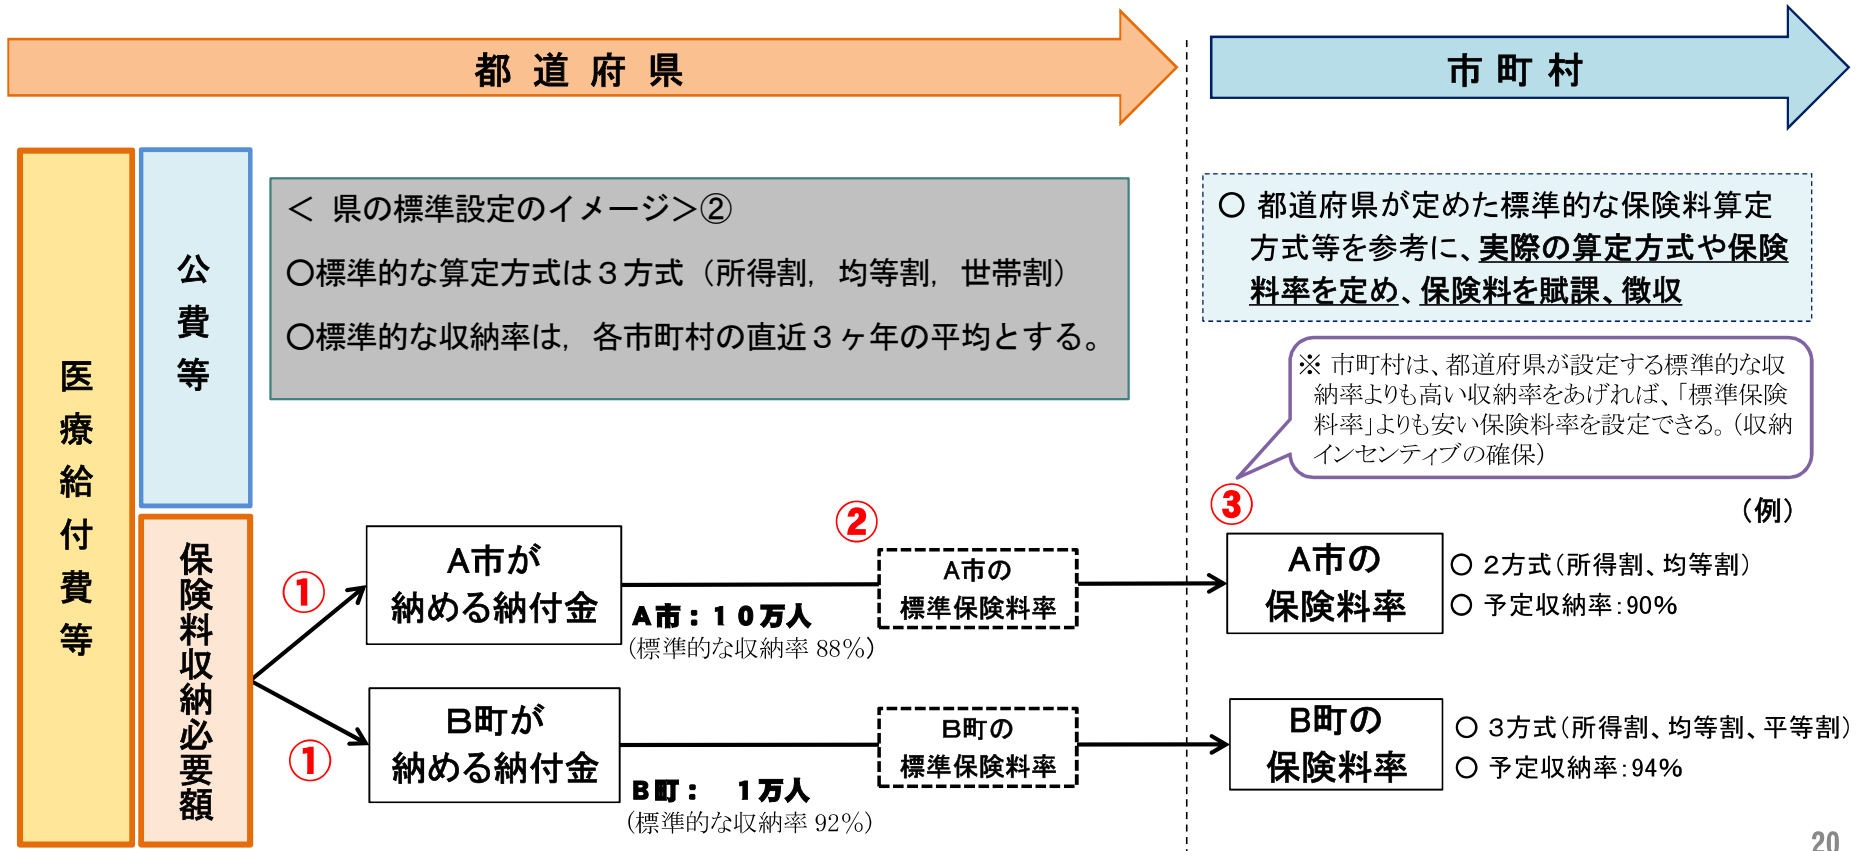 都道府県
市町村
医療給付費等
公費等
保険料収納必要額
＜ 県の標準設定のイメージ＞②
○標準的な算定方式は３方式（所得割，均等割，世帯割）
○標準的な収納率は，各市町村の直近３ヶ年の平均とする。
○ 都道府県が定めた標準的な保険料算定
方式等を参考に、実際の算定方式や保険
料率を定め、保険料を賦課、徴収
※ 市町村は、都道府県が設定する標準的な収
納率よりも高い収納率をあげれば、「標準保険
料率」よりも安い保険料率を設定できる。（収納
インセンティブの確保）
（例）
①
A市が
納める納付金
A市：１０万人
（標準的な収納率 88%）
②
A市の
標準保険料率
③
A市の
保険料率
○ 2方式（所得割、均等割）
○ 予定収納率：90%
①
B町が
納める納付金
B町：　１万人
（標準的な収納率 92%）
B町の
標準保険料率
B町の
保険料率
○ 3方式（所得割、均等割、平等割）
○ 予定収納率：94%
20